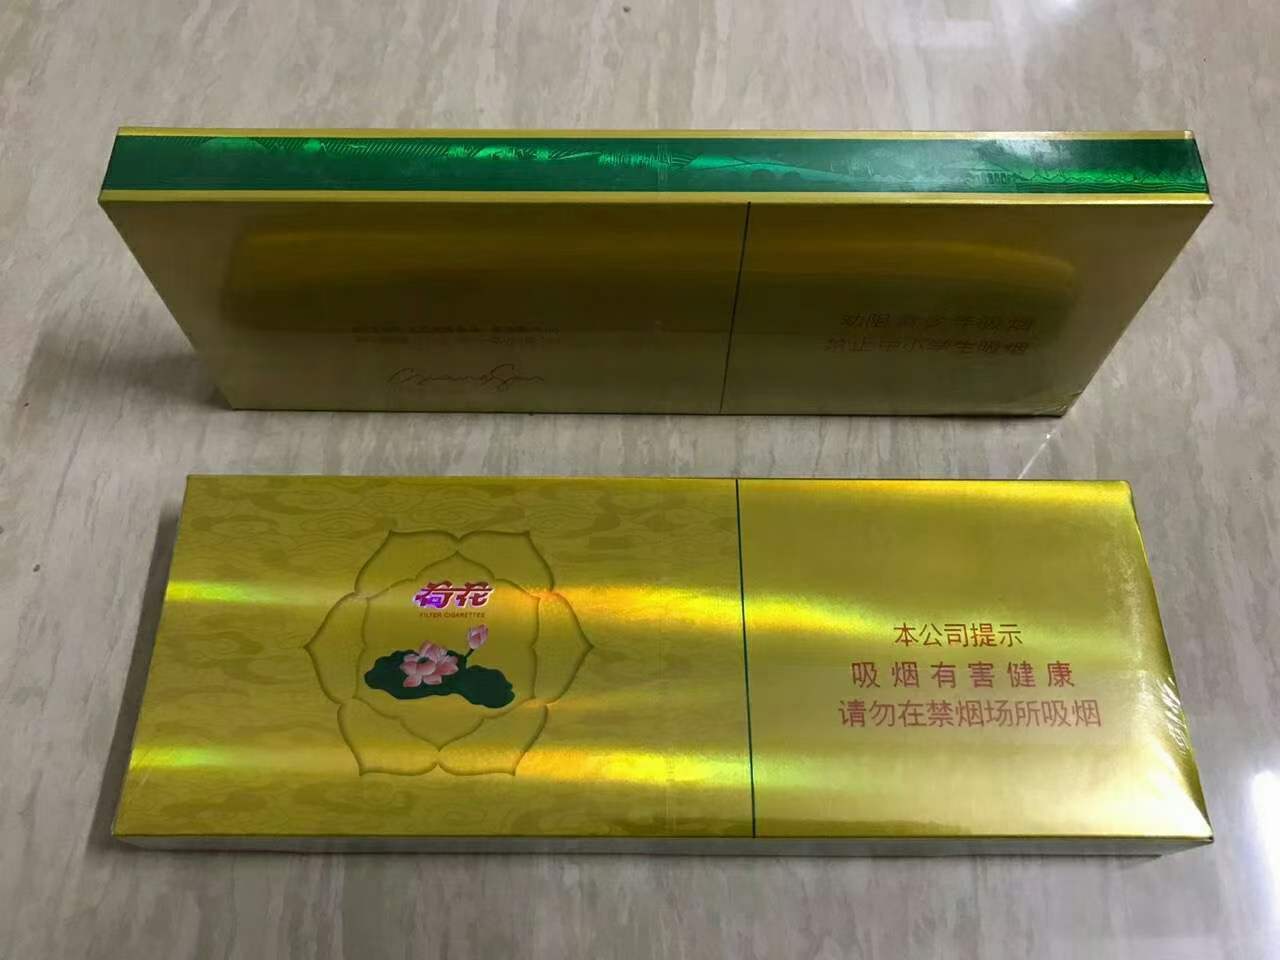 劝阻青少年吸烟
禁止中小学生吸烟
荷花
FILTER CIGARETTES
本公司提示
吸烟有害健康
请勿在禁烟场所吸烟